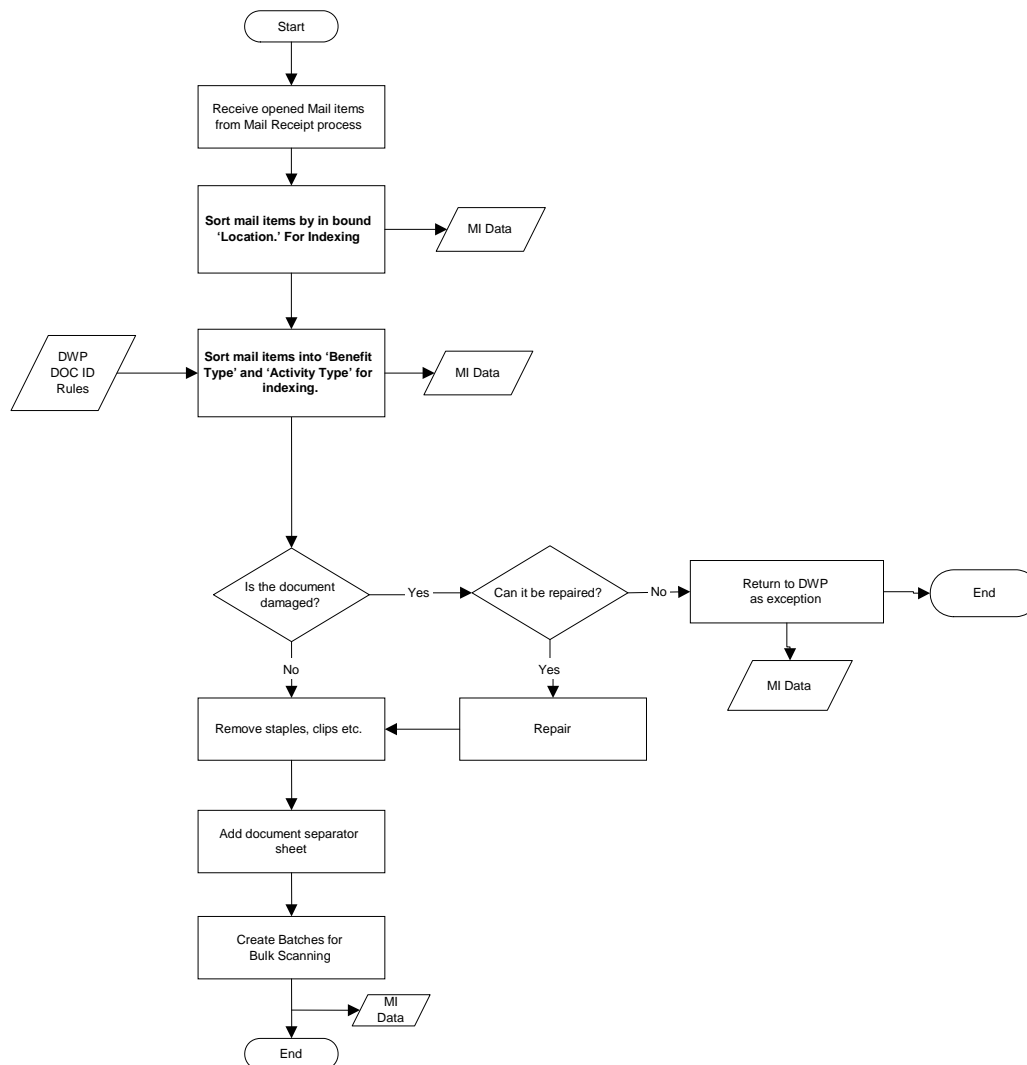 Start
Receive opened Mail items
from Mail Receipt process
Sort mail items by in bound
‘Location.’ For Indexing
MI Data
DWP
DOC ID
Rules
Sort mail items into ‘Benefit
Type’ and ‘Activity Type’ for
indexing.
MI Data
Is the document
damaged?
Yes
Can it be repaired?
No
Return to DWP
as exception
End
No
Yes
MI Data
Remove staples, clips etc.
Repair
Add document separator
sheet
Create Batches for
Bulk Scanning
MI
Data
End